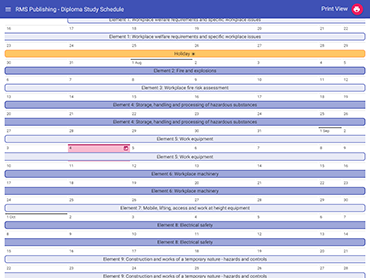 RMS Publishing - Diploma Study Schedule Print View
Element 1: Workplace welfare requirements and specific workplace issues
16 17 18 19 20 21 22
Element 1: Workplace welfare requirements and specific workplace issues
23 24 25 26 27 28 29
Holiday
30 31 1 Aug 2 3 4 5
Element 2: Fire and explosions
6 7 8 9 10 11 12
Element 3: Workplace fire risk assessment
13 14 15 16 17 18 19
Element 4: Storage, handling and processing of hazardous substances
20 21 22 23 24 25 26
Element 4: Storage, handling and processing of hazardous substances
27 28 29 30 31 1 Sep 2
Element 5: Work equipment
3 4 5 6 7 8 9
Element 5: Work equipment
10 11 12 13 14 15 16
Element 6: Workplace machinery
17 18 19 20 21 22 23
Element 6: Workplace machinery
24 25 26 27 28 29 30
Element 7: Mobile, lifting, access and work at height equipment
1 Oct 2 3 4 5 6 7
Element 8: Electrical safety
8 9 10 11 12 13 14
Element 8: Electrical safety
15 16 17 18 19 20 21
Element 9: Construction and works of a temporary nature - hazards and controls
22 23 24 25 26 27 28
Element 9: Construction and works of a temporary nature - hazards and controls